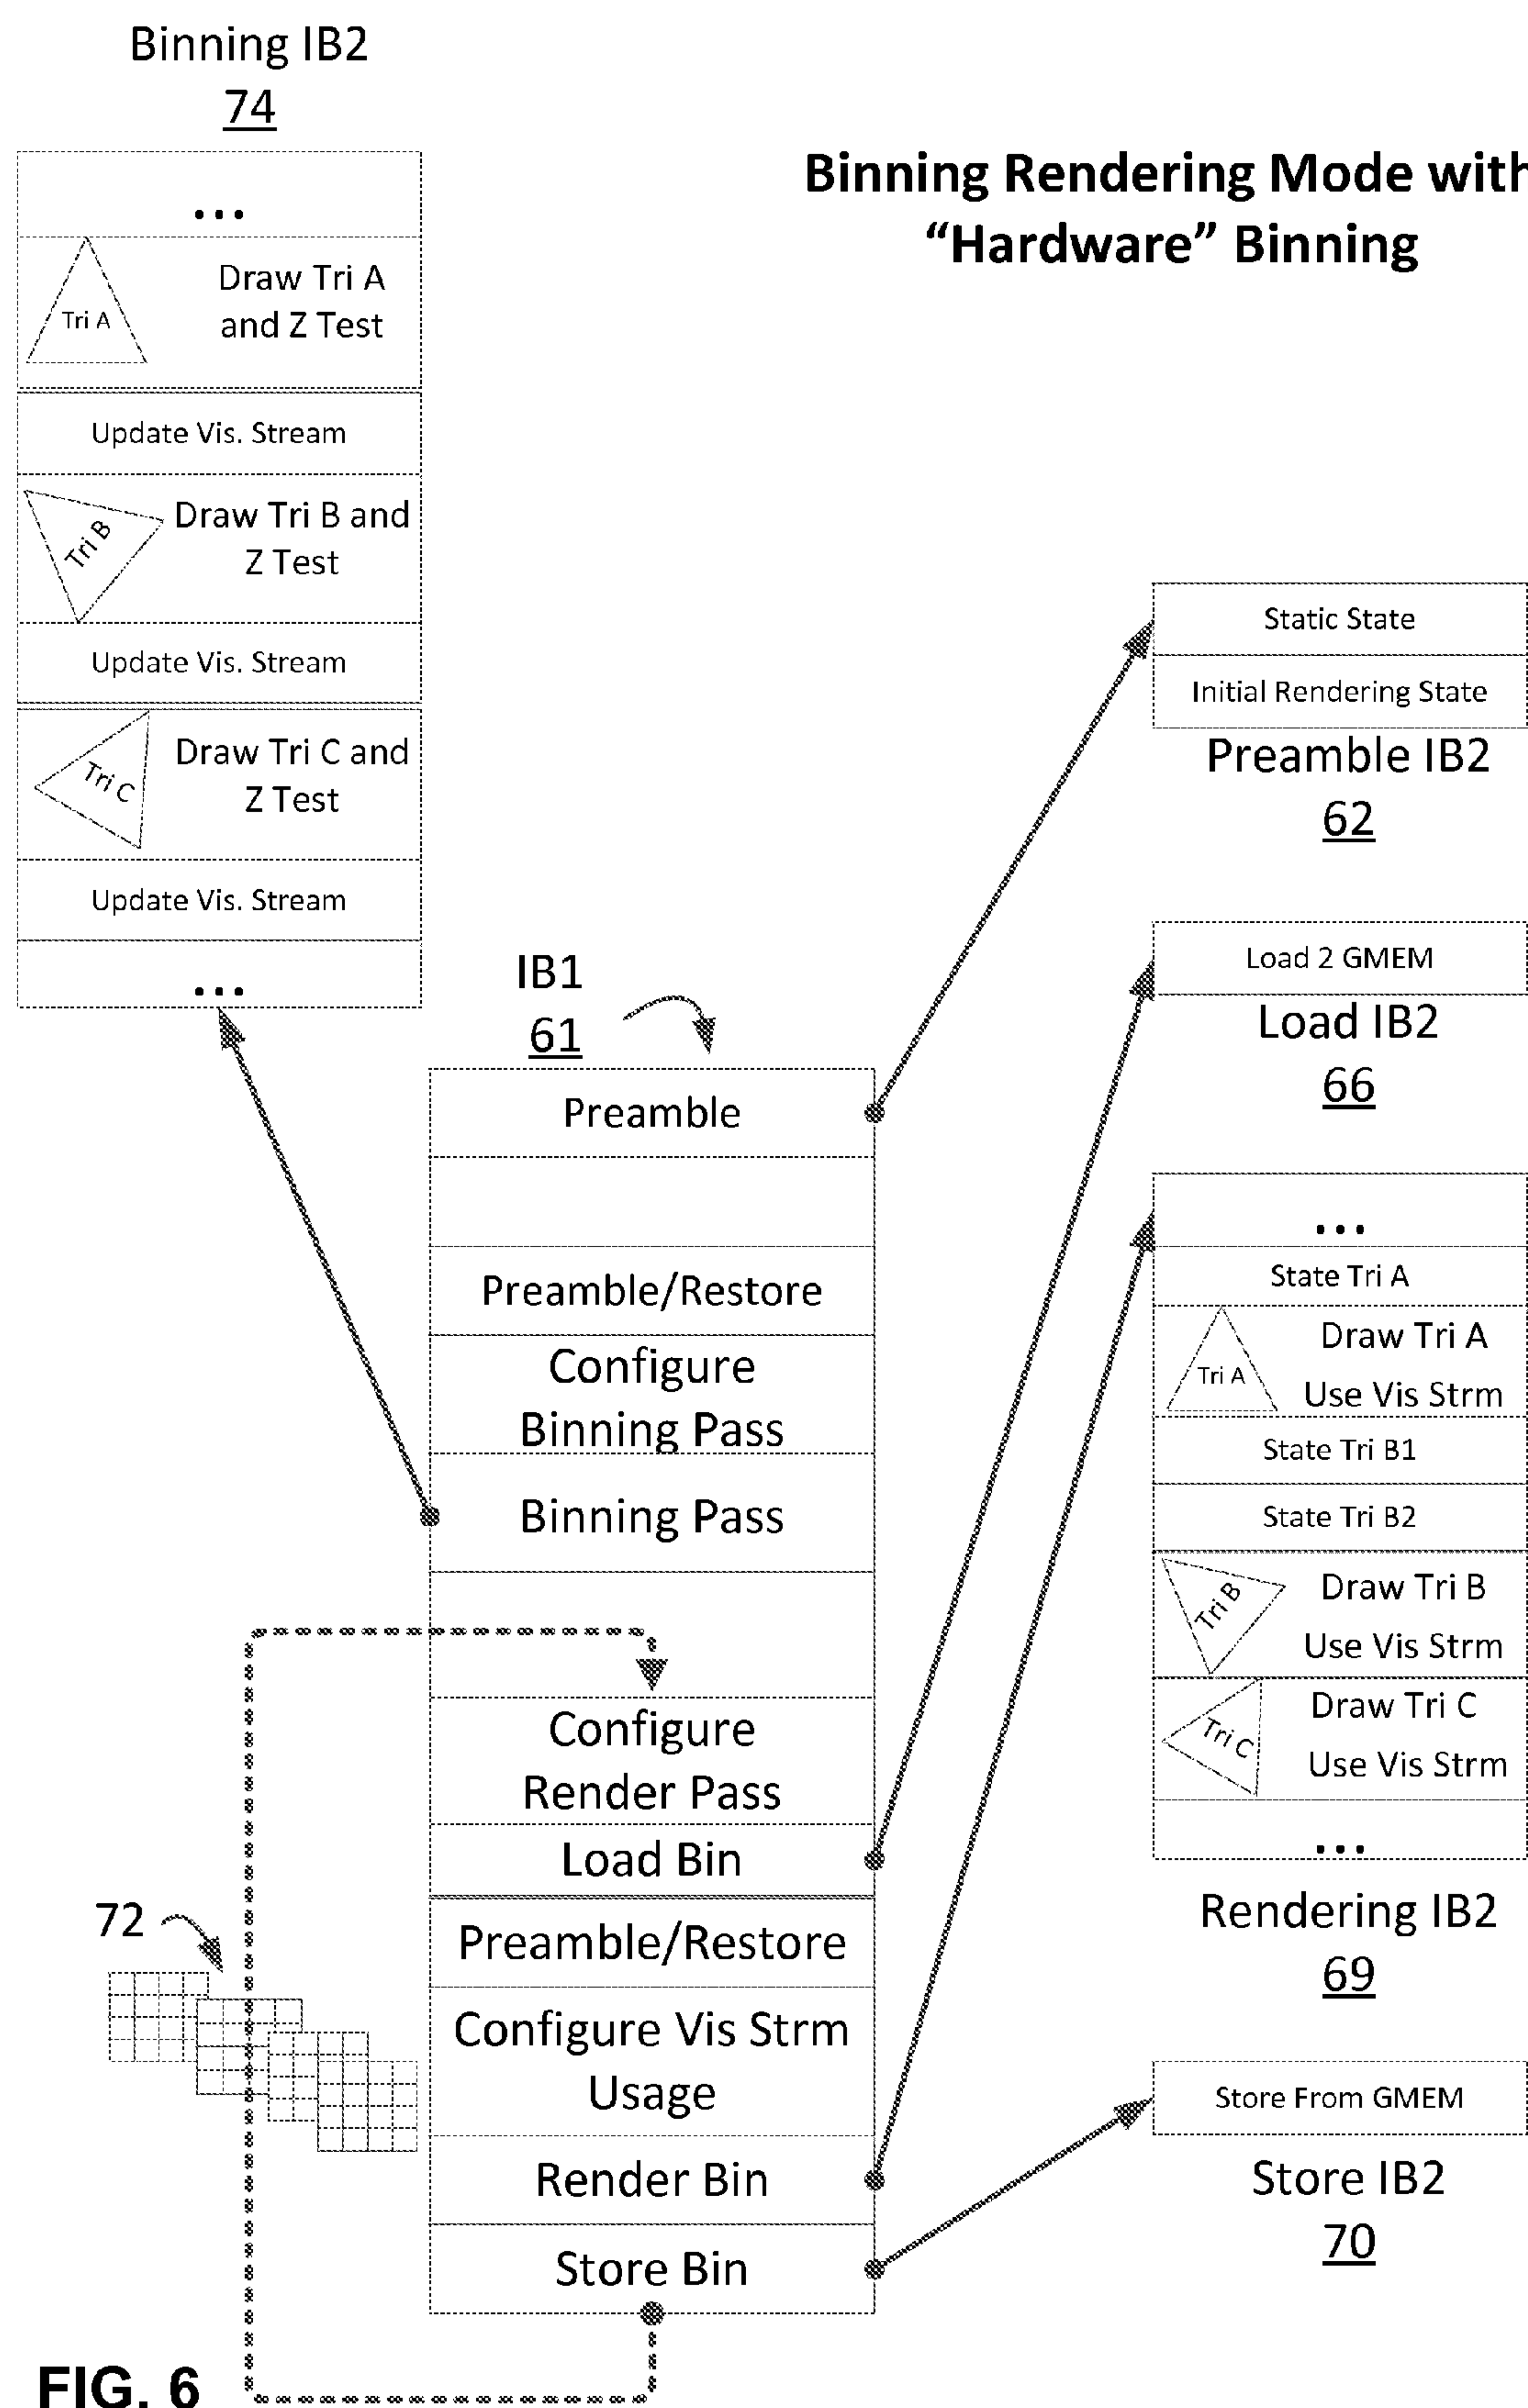 Binning IB2
74
...
Tri A
Draw Tri A
and Z Test
Update Vis. Stream
Tri B
Draw Tri B and
Z Test
Update Vis. Stream
Tri C
Draw Tri C and
Z Test
Update Vis. Stream
...
Binning Rendering Mode with
“Hardware” Binning
IB1
61
Preamble
Preamble/Restore
Configure
Binning Pass
Binning Pass
Configure
Render Pass
Load Bin
Preamble/Restore
Configure Vis Strm
Usage
Render Bin
Store Bin
72
Static State
Initial Rendering State
Preamble IB2
62
Load 2 GMEM
Load IB2
66
...
State Tri A
Tri A
Draw Tri A
Use Vis Strm
State Tri B1
State Tri B2
Tri B
Draw Tri B
Use Vis Strm
Tri C
Draw Tri C
Use Vis Strm
...
Rendering IB2
69
Store From GMEM
Store IB2
70
FIG. 6